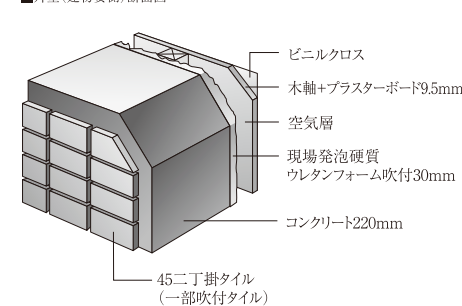 ビニルクロス
木軸+プラスターボード9.5mm
空気層
現場発泡硬質
ウレタンフォーム吹付30mm
コンクリート220mm
45二丁掛タイル
(一部吹付タイル)